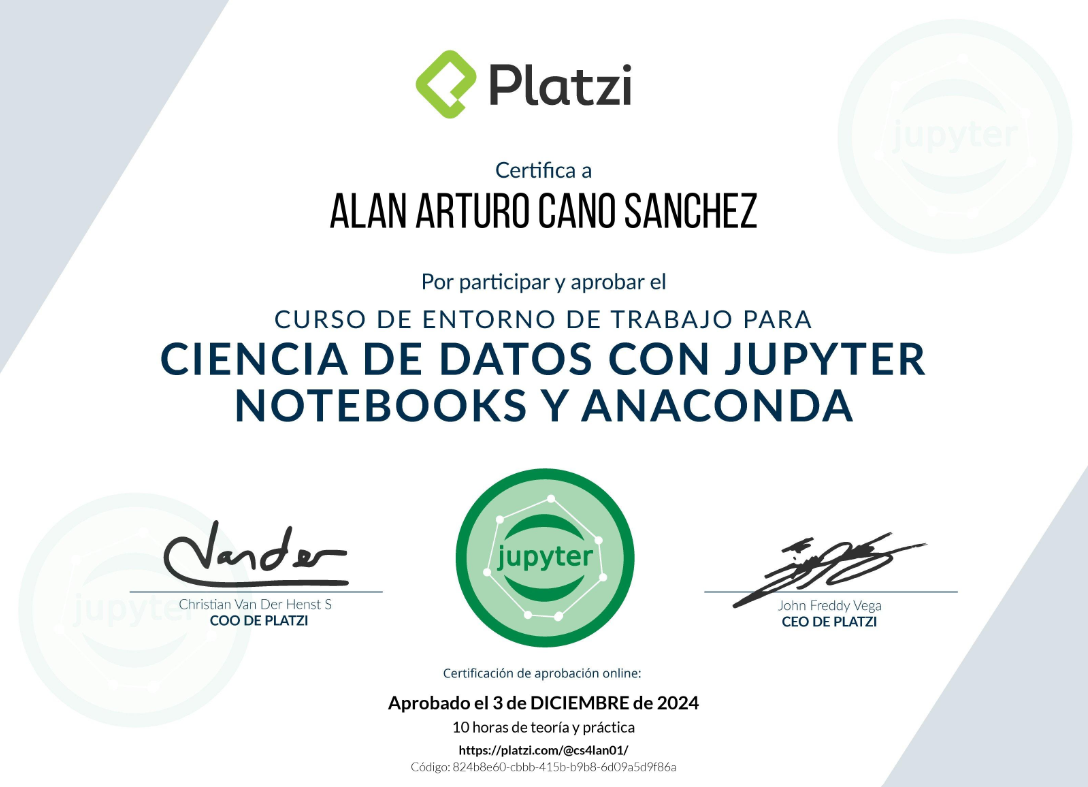 Platzi
jupyter
Certifica a
ALAN ARTURO CANO SANCHEZ
Por participar y aprobar el
CURSO DE ENTORNO DE TRABAJO PARA
CIENCIA DE DATOS CON JUPYTER
NOTEBOOKS Y ANACONDA
Vander
jupyter
jupyter
Christian Van Der Henst S
COO DE PLATZI
John Freddy Vega
CEO DE PLATZI
Certificación de aprobación online:
Aprobado el 3 de DICIEMBRE de 2024
10 horas de teoría y práctica
https://platzi.com/@cs4lan01/
Código: 824b8e60-cbbb-415b-b9b8-6d09a5d9f86a